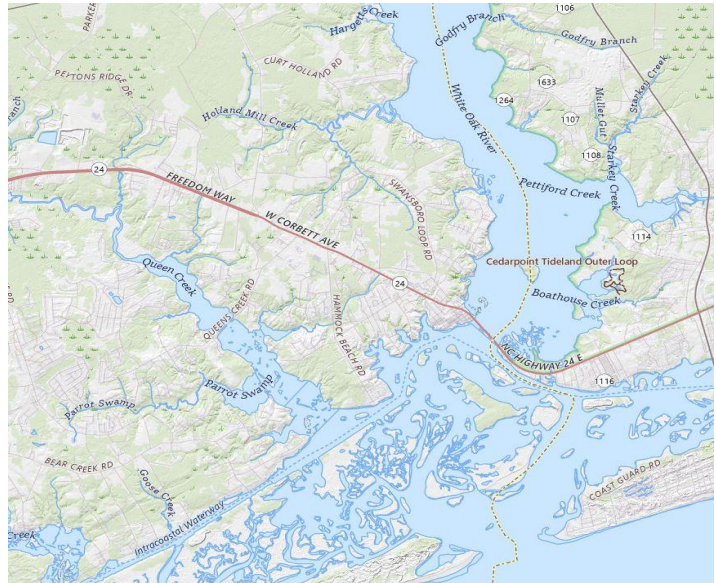 PARKER
Hargetts Creek
Godfry Branch
1106
Godfry Branch
CURT HOLLAND RD
PEYTONS RIDGE DR
Starkey Creek
1633
Mullet Gut
1264
White Oak River
Branch
Holland Mill Creek
1107
1108
Starkey Creek
24
FREEDOM WAY
SWANSBORO LOOP RD
Pettiford Creek
W CORBETT AVE
1114
Cedarpoint Tideland Outer Loop
Queen Creek
24
Boathouse Creek
QUEENS CREEK RD
HAMMOCK BEACH RD
NC HIGHWAY 24 E
Parrot Swamp
1116
Parrot Swamp
BEAR CREEK RD
COAST GUARD RD
Goose Creek
Intracoastal Waterway
Creek